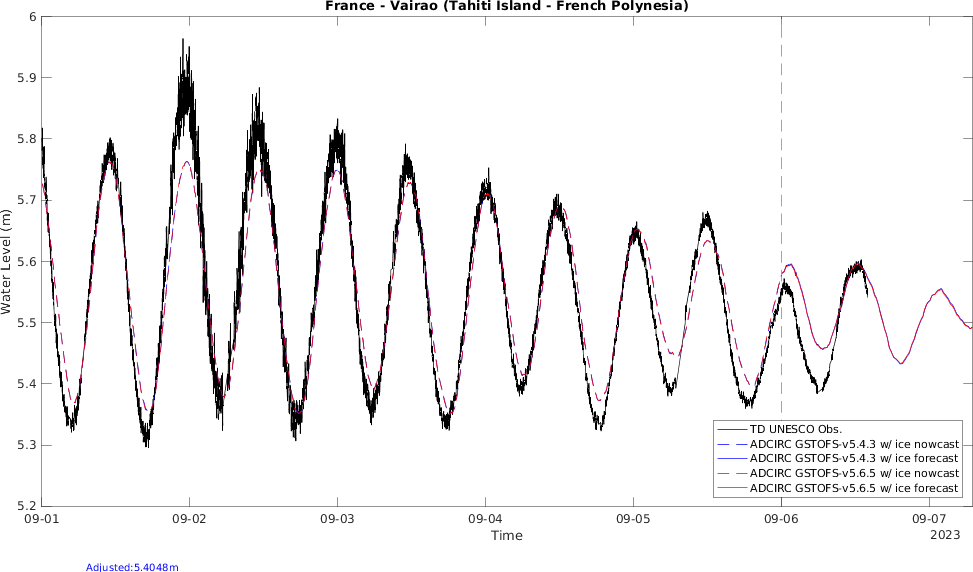 France - Vairao (Tahiti Island - French Polynesia)
6
5.9
5.8
5.7
5.6
5.5
5.4
5.3
5.2
Water Level (m)
09-01 09-02 09-03 09-04 09-05 09-06 09-07
2023
Time
TD UNESCO Obs.
ADCIRC GSTOFS-v5.4.3 w/ ice nowcast
ADCIRC GSTOFS-v5.4.3 w/ ice forecast
ADCIRC GSTOFS-v5.6.5 w/ ice nowcast
ADCIRC GSTOFS-v5.6.5 w/ ice forecast
Adjusted:5.4048m